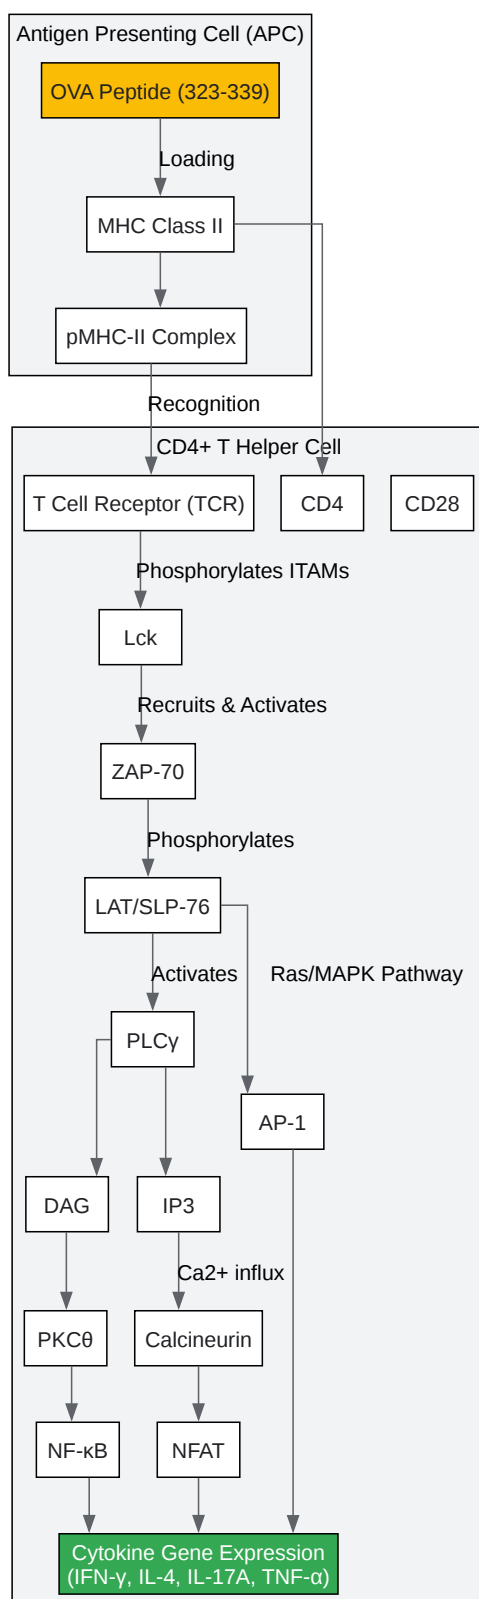 Antigen Presenting Cell (APC)
OVA Peptide (323-339)
Loading
MHC Class II
pMHC-II Complex
Recognition
CD4+ T Helper Cell
T Cell Receptor (TCR)
CD4
CD28
Phosphorylates ITAMs
Lck
Recruits & Activates
ZAP-70
Phosphorylates
LAT/SLP-76
Activates
Ras/MAPK Pathway
PLCγ
AP-1
DAG
IP3
Ca2+ influx
PKCθ
Calcineurin
NF-κB
NFAT
Cytokine Gene Expression
(IFN-γ, IL-4, IL-17A, TNF-α)